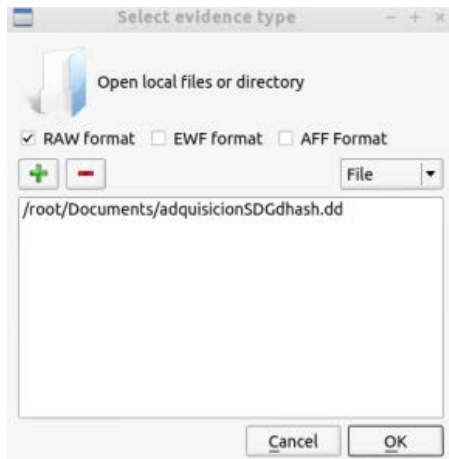 Select evidence type
Open local files or directory
RAW format EWF format AFF Format
File
/root/Documents/adquisicionSDGdhash.dd
Cancel OK